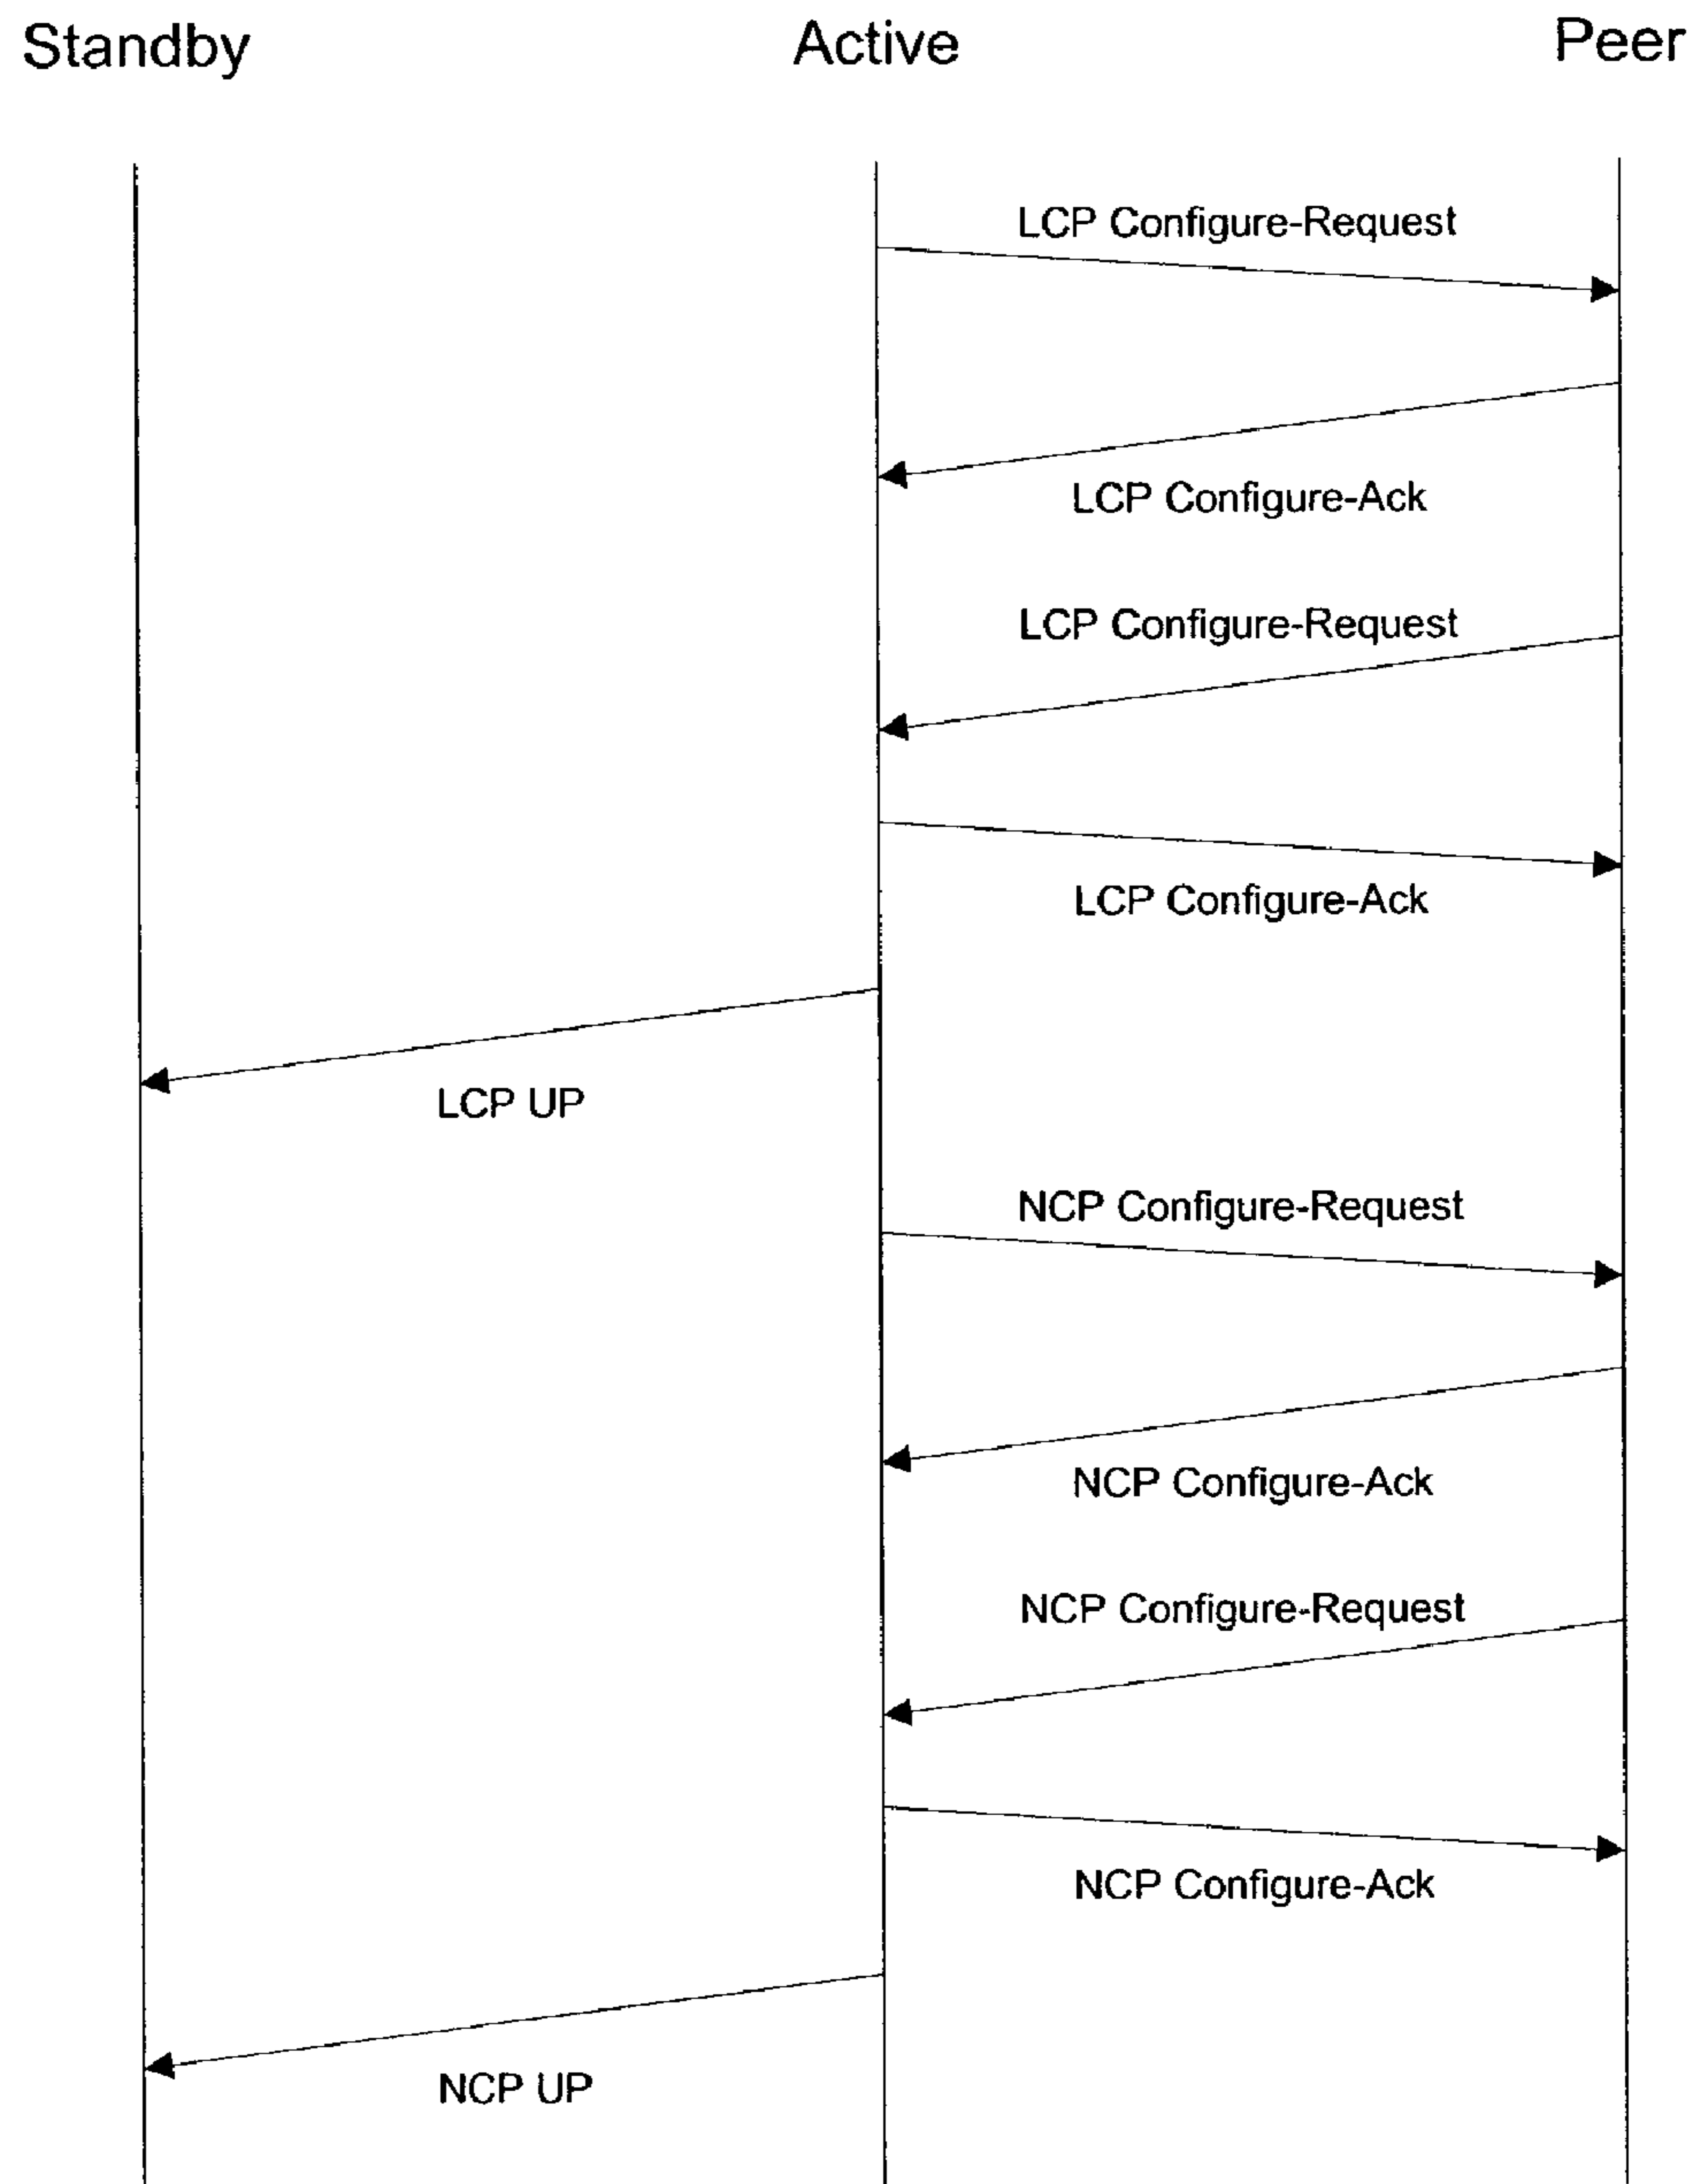 Standby Active Peer
LCP Configure-Request
LCP Configure-Ack
LCP Configure-Request
LCP Configure-Ack
LCP UP
NCP Configure-Request
NCP Configure-Ack
NCP Configure-Request
NCP Configure-Ack
NCP UP